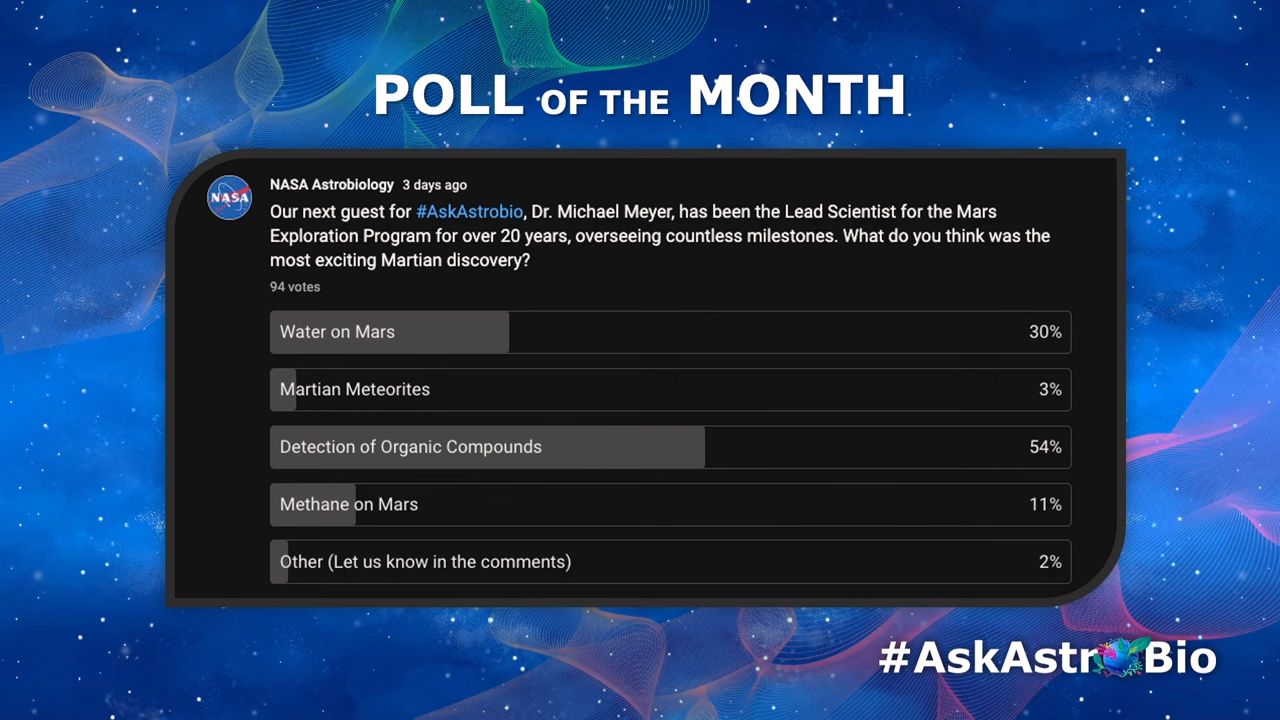 POLL OF THE MONTH
NASA
NASA Astrobiology 3 days ago
Our next guest for #AskAstrobio, Dr. Michael Meyer, has been the Lead Scientist for the Mars
Exploration Program for over 20 years, overseeing countless milestones. What do you think was the
most exciting Martian discovery?
94 votes
Water on Mars 30%
Martian Meteorites 3%
Detection of Organic Compounds 54%
Methane on Mars 11%
Other (Let us know in the comments) 2%
#AskAstroBio